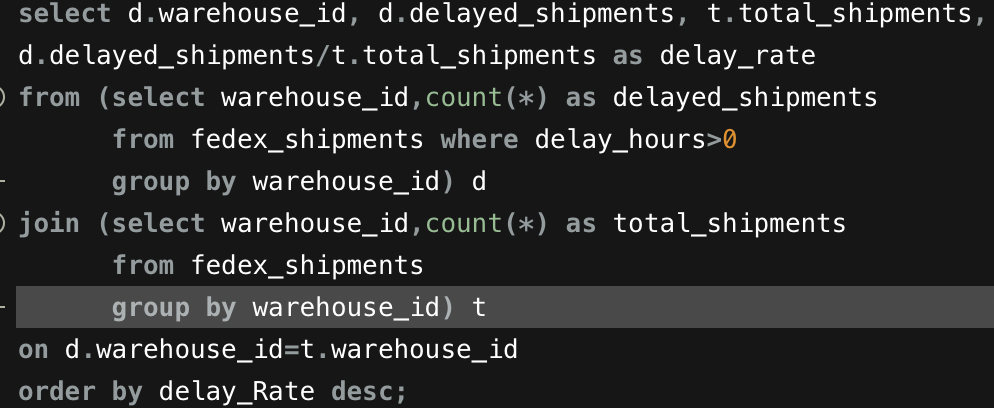 select d.warehouse_id, d.delayed_shipments, t.total_shipments,
d.delayed_shipments/t.total_shipments as delay_rate
from (select warehouse_id,count(*) as delayed_shipments
from fedex_shipments where delay_hours>0
group by warehouse_id) d
join (select warehouse_id,count(*) as total_shipments
from fedex_shipments
group by warehouse_id) t
on d.warehouse_id=t.warehouse_id
order by delay_Rate desc;